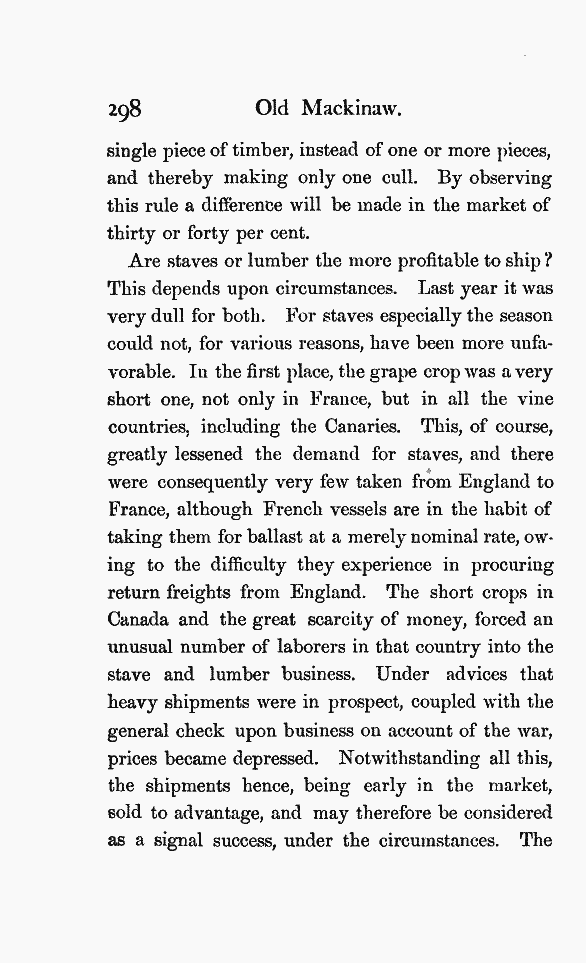 298 Old Mackinaw.
single piece of timber, instead of one or more pieces,
and thereby making only one cull. By observing
this rule a difference will be made in the market of
thirty or forty per cent.
Are staves or lumber the more profitable to ship?
This depends upon circumstances. Last year it was
very dull for both. For staves especially the season
could not, for various reasons, have been more unfa-
vorable. In the first place, the grape crop was a very
short one, not only in France, but in all the vine
countries, including the Canaries. This, of course,
greatly lessened the demand for staves, and there
were consequently very few taken from England to
France, although French vessels are in the habit of
taking them for ballast at a merely nominal rate, ow-
ing to the difficulty they experience in procuring
return freights from England. The short crops in
Canada and the great scarcity of money, forced an
unusual number of laborers in that country into the
stave and lumber business. Under advices that
heavy shipments were in prospect, coupled with the
general check upon business on account of the war,
prices became depressed. Notwithstanding all this,
the shipments hence, being early in the market,
sold to advantage, and may therefore be considered
as a signal success, under the circumstances. The